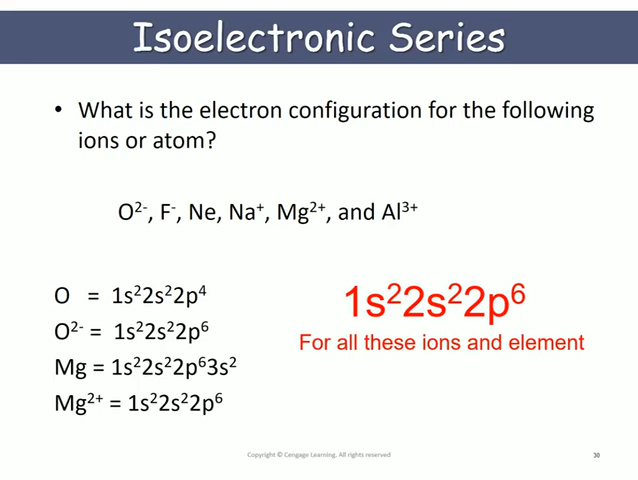 Isoelectronic Series
• What is the electron configuration for the following
ions or atom?
O²⁻, F⁻, Ne, Na⁺, Mg²⁺, and Al³⁺
O = 1s²2s²2p⁴
O²⁻ = 1s²2s²2p⁶
Mg = 1s²2s²2p⁶3s²
Mg²⁺ = 1s²2s²2p⁶
1s²2s²2p⁶
For all these ions and element
Copyright © Cengage Learning. All rights reserved
30